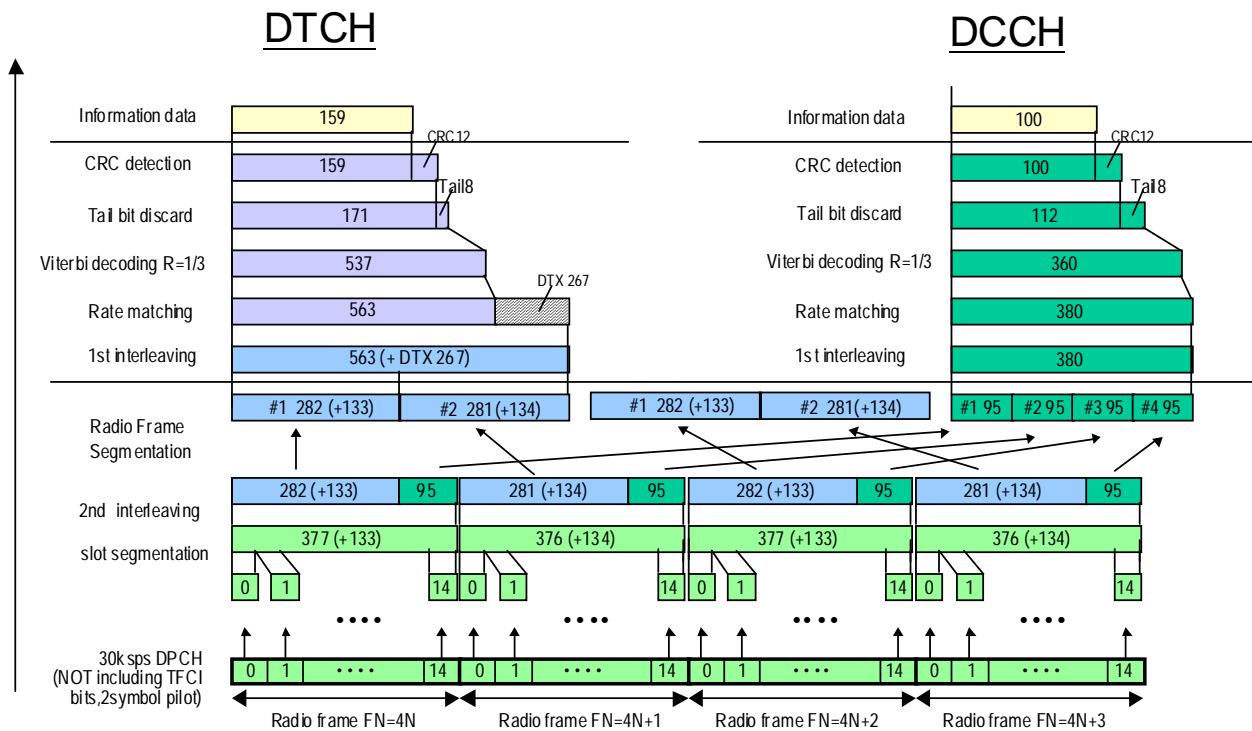 DTCH
DCCH
Information data
159
Information data
100
CRC12
CRC12
CRC detection
159
CRC detection
100
Tail8
Tail8
Tail bit discard
171
Tail bit discard
112
Viterbi decoding R=1/3
537
Viterbi decoding R=1/3
360
DTX 267
Rate matching
563
Rate matching
380
1st interleaving
563 (+ DTX 267)
1st interleaving
380
#1 282 (+133)
#2 281 (+134)
#1 282 (+133)
#2 281(+134)
#1 95
#2 95
#3 95
#4 95
Radio Frame
Segmentation
282 (+133)
95
281 (+134)
95
282 (+133)
95
281 (+134)
95
2nd interleaving
377 (+133)
376 (+134)
377 (+133)
376 (+134)
slot segmentation
0
1
14
0
1
14
0
1
14
0
1
14
• • • •
• • • •
• • • •
• • • •
30ksps DPCH
(NOT including TFCI
bits,2symbol pilot)
0
1
• • • •
14
0
1
• • • •
14
0
1
• • • •
14
0
1
• • • •
14
Radio frame FN=4N
Radio frame FN=4N+1
Radio frame FN=4N+2
Radio frame FN=4N+3